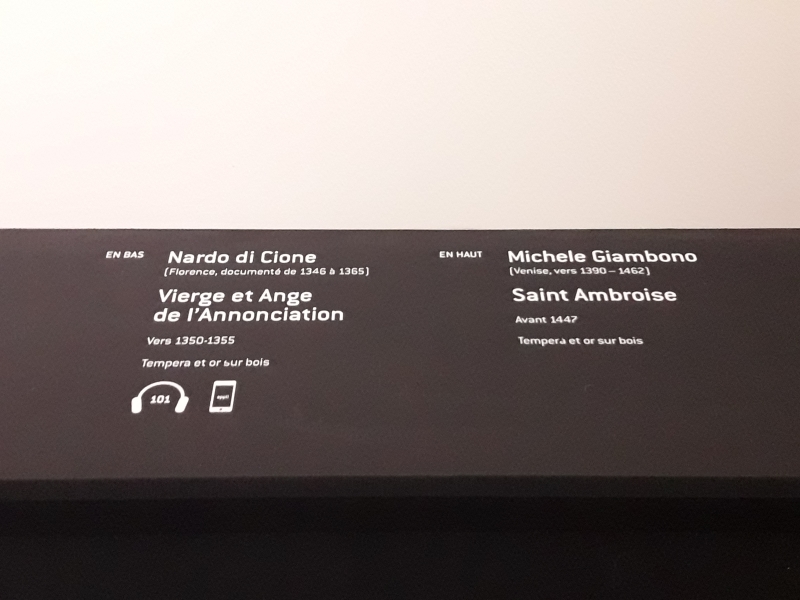 EN BAS
Nardo di Cione
(Florence, documenté de 1346 à 1365)
Vierge et Ange
de l'Annonciation
Vers 1350-1355
Tempera et or sur bois
101
appli
EN HAUT
Michele Giambono
(Venise, vers 1390 – 1462)
Saint Ambroise
Avant 1447
Tempera et or sur bois